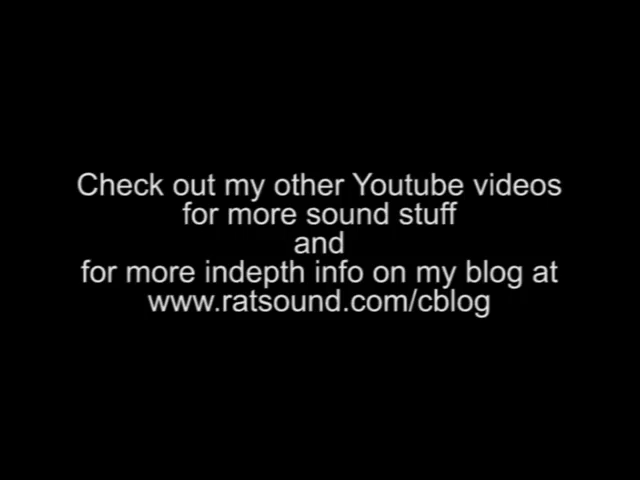 Check out my other Youtube videos
for more sound stuff
and
for more indepth info on my blog at
www.ratsound.com/cblog